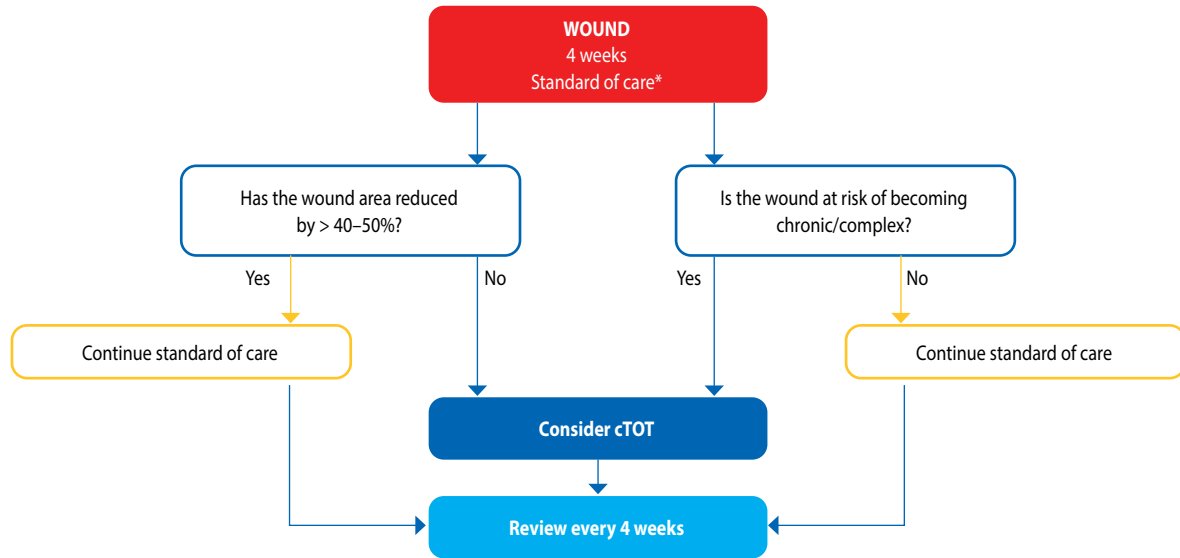 WOUND
4 weeks
Standard of care*
Has the wound area reduced
by > 40–50%?
Is the wound at risk of becoming
chronic/complex?
Yes
No
Yes
No
Continue standard of care
Continue standard of care
Consider cTOT
Review every 4 weeks